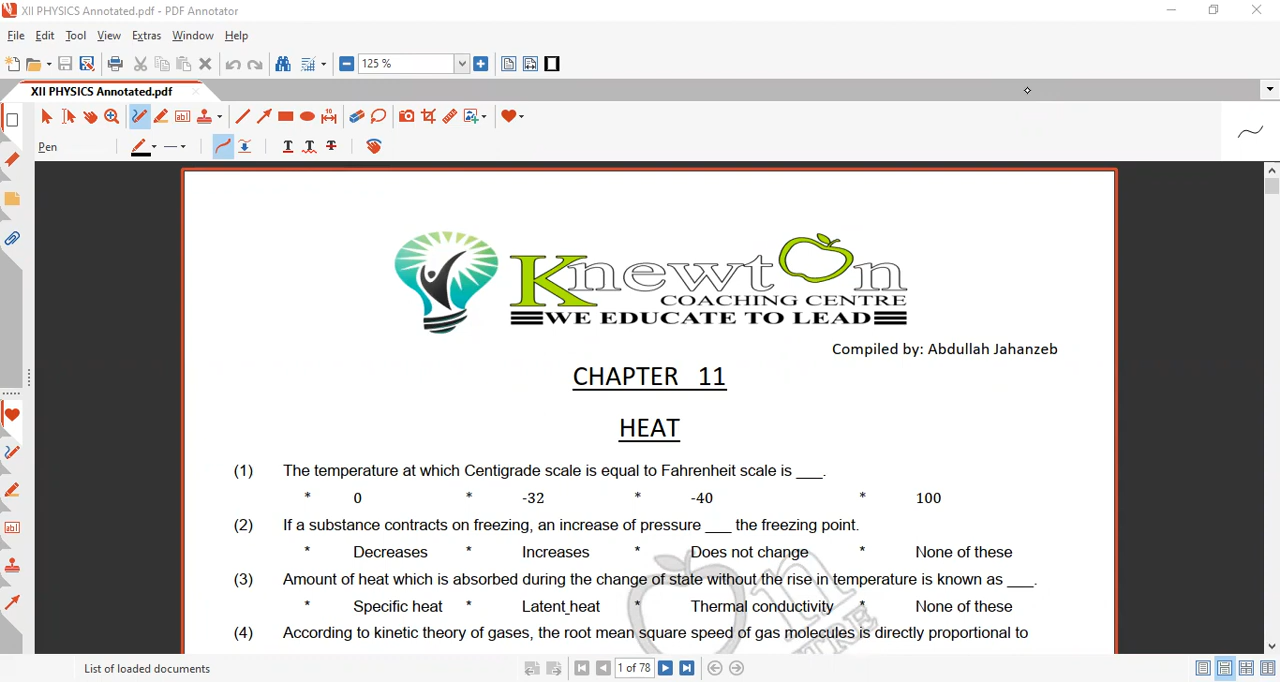 XII PHYSICS Annotated.pdf - PDF Annotator
File Edit Tool View Extras Window Help
125 %
XII PHYSICS Annotated.pdf
Pen
Knewton
COACHING CENTRE
WE EDUCATE TO LEAD
Compiled by: Abdullah Jahanzeb
CHAPTER 11
HEAT
(1) The temperature at which Centigrade scale is equal to Fahrenheit scale is ___.
* 0 * -32 * -40 * 100
(2) If a substance contracts on freezing, an increase of pressure ___ the freezing point.
* Decreases * Increases * Does not change * None of these
(3) Amount of heat which is absorbed during the change of state without the rise in temperature is known as ___.
* Specific heat * Latent heat * Thermal conductivity * None of these
(4) According to kinetic theory of gases, the root mean square speed of gas molecules is directly proportional to
List of loaded documents
1 of 78